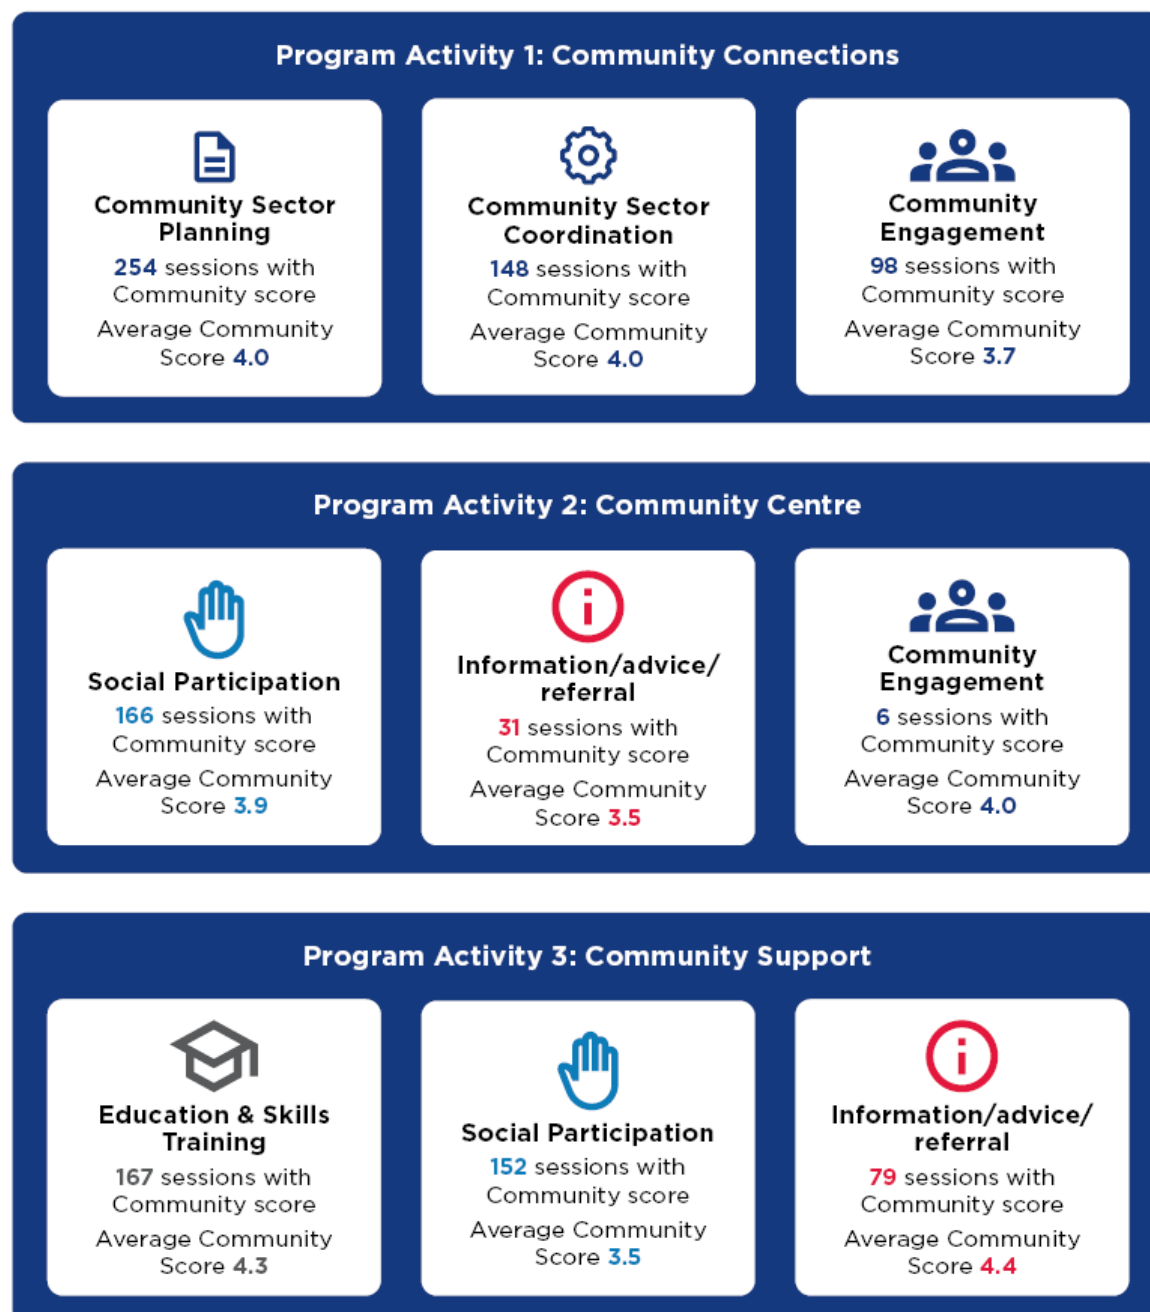 Program Activity 1: Community Connections
Community Sector
Planning
254 sessions with
Community score
Average Community
Score 4.0
Community Sector
Coordination
148 sessions with
Community score
Average Community
Score 4.0
Community
Engagement
98 sessions with
Community score
Average Community
Score 3.7
Program Activity 2: Community Centre
Social Participation
166 sessions with
Community score
Average Community
Score 3.9
Information/advice/
referral
31 sessions with
Community score
Average Community
Score 3.5
Community
Engagement
6 sessions with
Community score
Average Community
Score 4.0
Program Activity 3: Community Support
Education & Skills
Training
167 sessions with
Community score
Average Community
Score 4.3
Social Participation
152 sessions with
Community score
Average Community
Score 3.5
Information/advice/
referral
79 sessions with
Community score
Average Community
Score 4.4